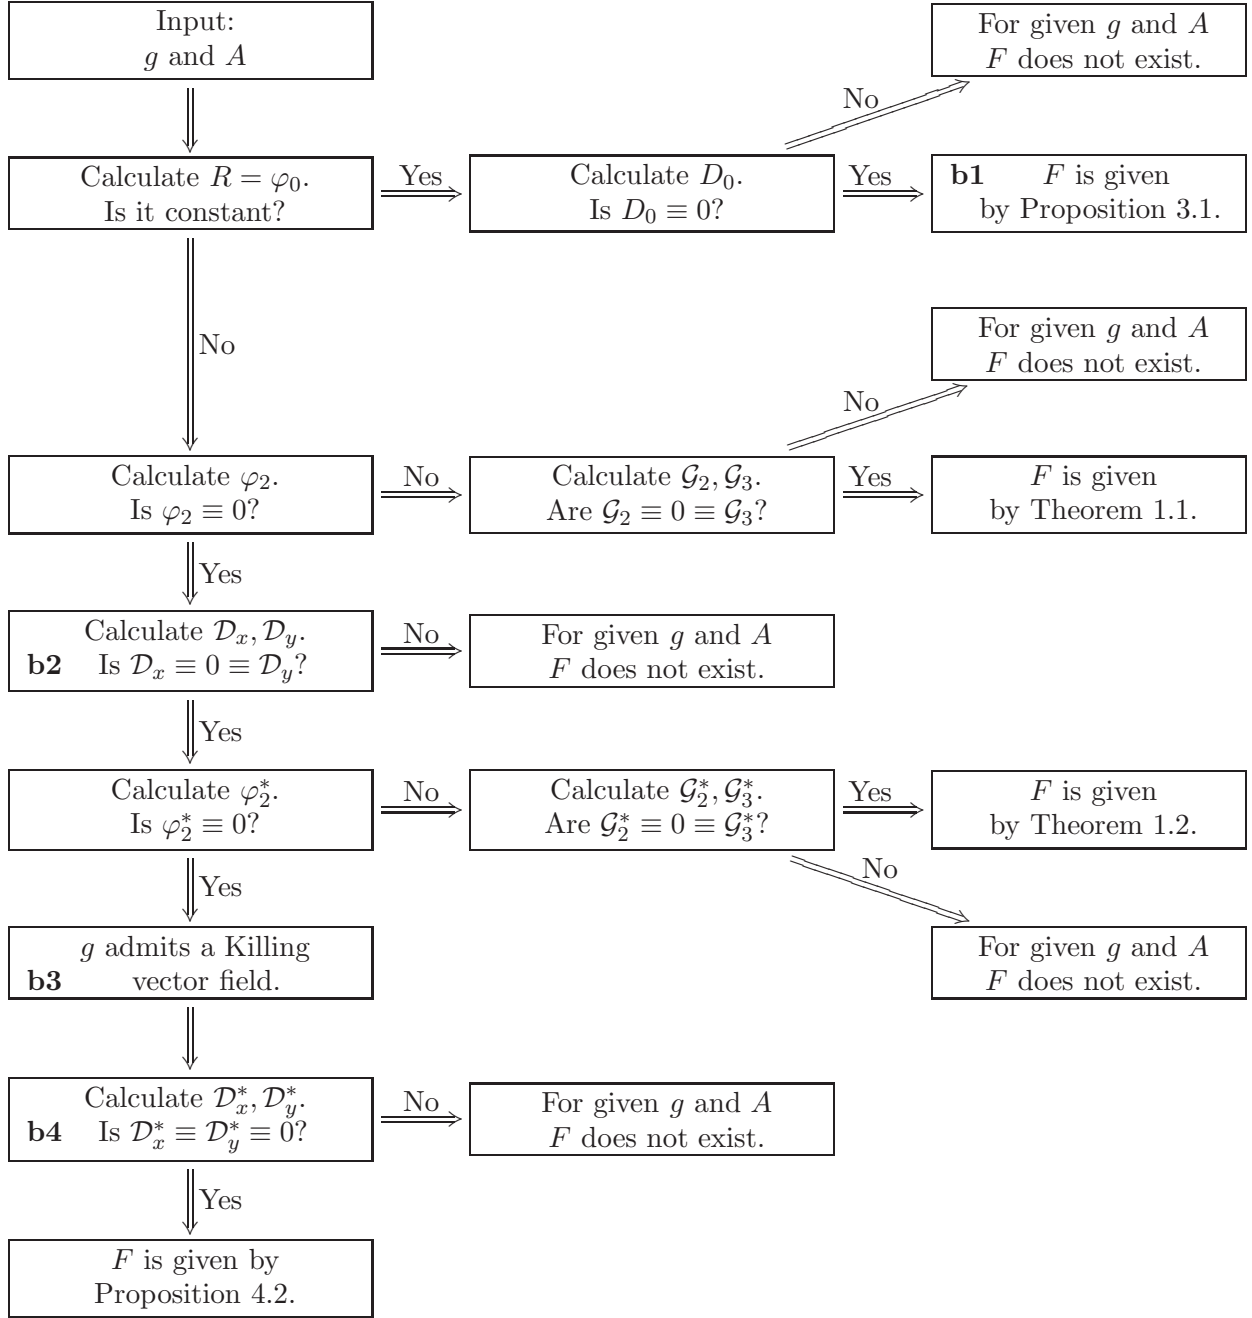 Input:
g and A
For given g and A
F does not exist.
No
Calculate R = φ₀.
Is it constant?
Yes
Calculate D₀.
Is D₀ ≡ 0?
Yes
b1 F is given
by Proposition 3.1.
No
For given g and A
F does not exist.
No
Calculate φ₂.
Is φ₂ ≡ 0?
No
Calculate 𝒢₂, 𝒢₃.
Are 𝒢₂ ≡ 0 ≡ 𝒢₃?
Yes
F is given
by Theorem 1.1.
Yes
Calculate 𝒟ₓ, 𝒟_y.
b2 Is 𝒟ₓ ≡ 0 ≡ 𝒟_y?
No
For given g and A
F does not exist.
Yes
Calculate φ₂*.
Is φ₂* ≡ 0?
No
Calculate 𝒢₂*, 𝒢₃*.
Are 𝒢₂* ≡ 0 ≡ 𝒢₃*?
Yes
F is given
by Theorem 1.2.
Yes
No
g admits a Killing
b3 vector field.
For given g and A
F does not exist.
Calculate 𝒟ₓ*, 𝒟_y*.
b4 Is 𝒟ₓ* ≡ 𝒟_y* ≡ 0?
No
For given g and A
F does not exist.
Yes
F is given by
Proposition 4.2.